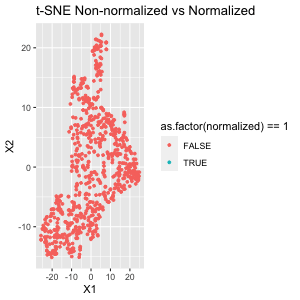 t-SNE Non-normalized vs Normalized
20
10
0
-10
-20 -10 0 10 20
X1
X2
as.factor(normalized) == 1
FALSE
TRUE